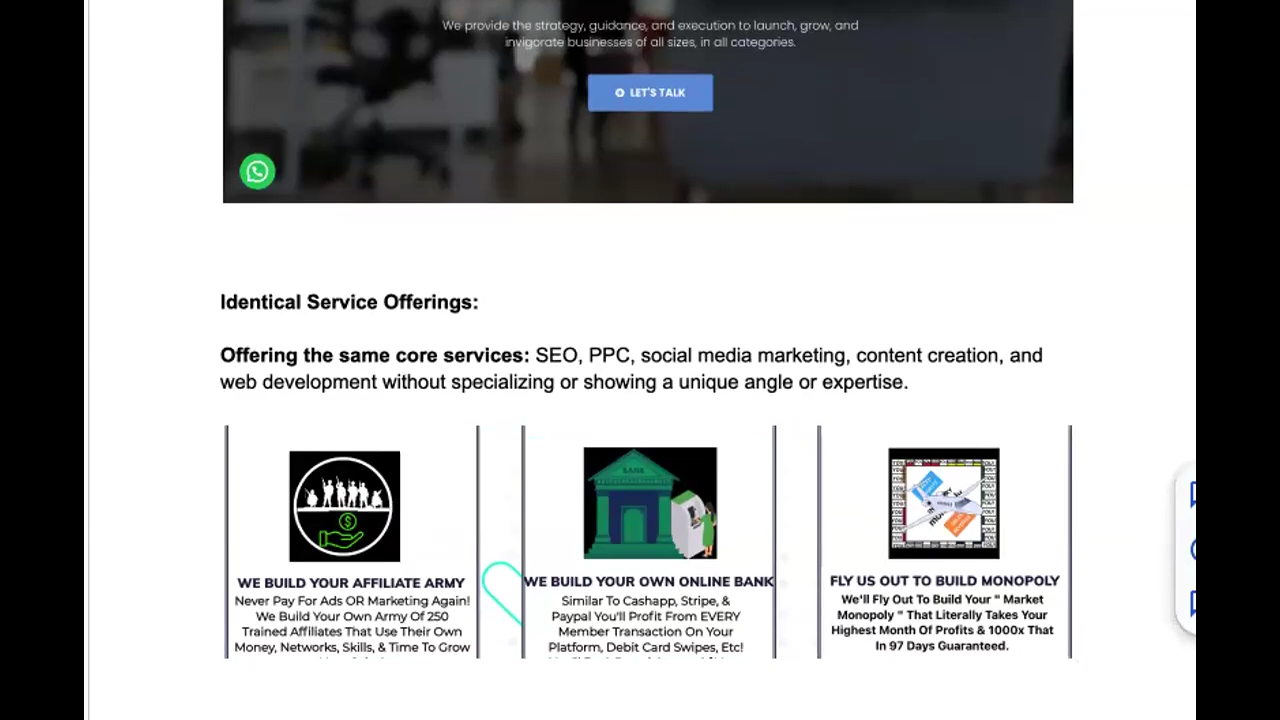 We provide the strategy, guidance, and execution to launch, grow, and
invigorate businesses of all sizes, in all categories.
LET'S TALK
Identical Service Offerings:
Offering the same core services: SEO, PPC, social media marketing, content creation, and
web development without specializing or showing a unique angle or expertise.
BANK
WE BUILD YOUR AFFILIATE ARMY
Never Pay For Ads OR Marketing Again!
We Build Your Own Army Of 250
Trained Affiliates That Use Their Own
Money, Networks, Skills, & Time To Grow
WE BUILD YOUR OWN ONLINE BANK
Similar To Cashapp, Stripe, &
Paypal You'll Profit From EVERY
Member Transaction On Your
Platform, Debit Card Swipes, Etc!
FLY US OUT TO BUILD MONOPOLY
We'll Fly Out To Build Your " Market
Monopoly " That Literally Takes Your
Highest Month Of Profits & 1000x That
In 97 Days Guaranteed.